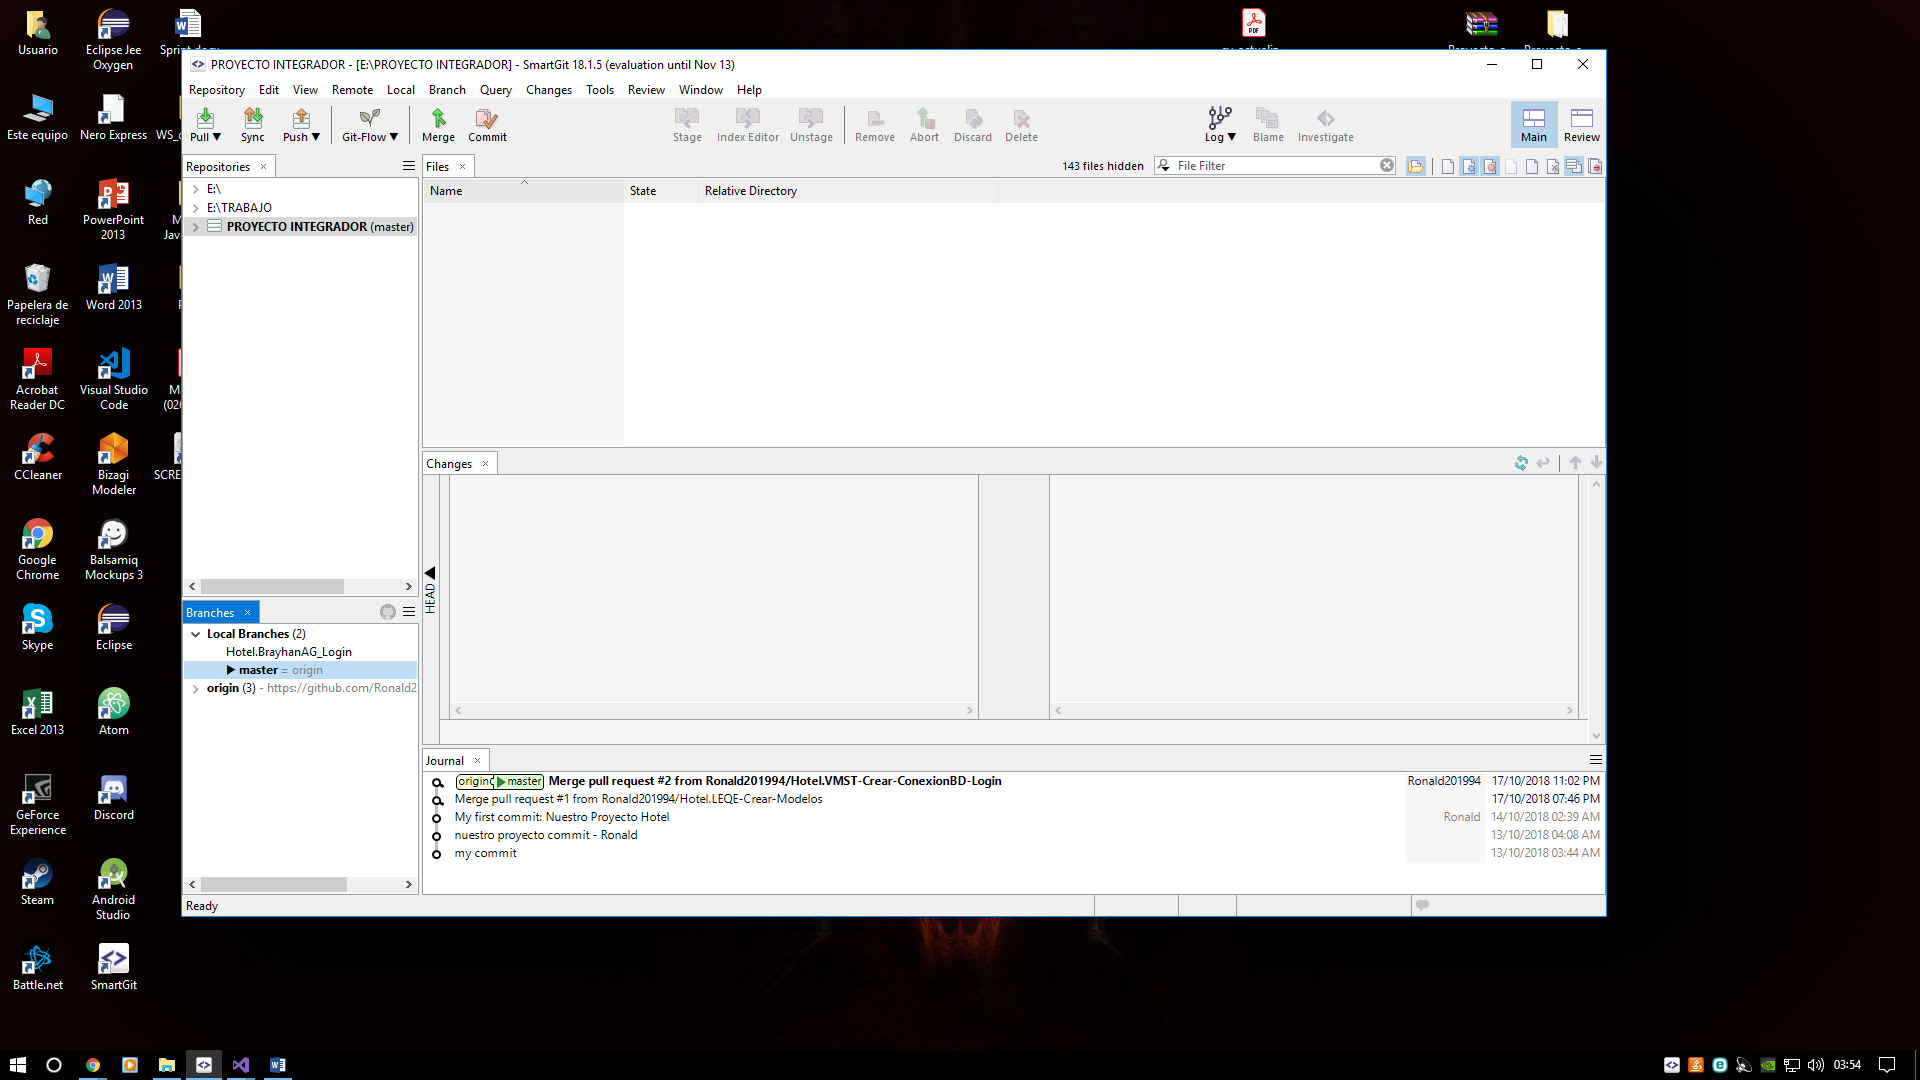 PROYECTO INTEGRADOR - [E:\PROYECTO INTEGRADOR] - SmartGit 18.1.5 (evaluation until Nov 13)
Repository Edit View Remote Local Branch Query Changes Tools Review Window Help
Pull Sync Push Git-Flow Merge Commit Stage Index Editor Unstage Remove Abort Discard Delete Log Blame Investigate Main Review
Repositories
E:\
E:\TRABAJO
PROYECTO INTEGRADOR (master)
Files
143 files hidden
File Filter
Name State Relative Directory
Changes
HEAD
Branches
Local Branches (2)
Hotel.BrayhanAG_Login
master = origin
origin (3) - https://github.com/Ronald2
Journal
origin master Merge pull request #2 from Ronald201994/Hotel.VMST-Crear-ConexionBD-Login Ronald201994 17/10/2018 11:02 PM
Merge pull request #1 from Ronald201994/Hotel.LEQE-Crear-Modelos 17/10/2018 07:46 PM
My first commit: Nuestro Proyecto Hotel Ronald 14/10/2018 02:39 AM
nuestro proyecto commit - Ronald 13/10/2018 04:08 AM
my commit 13/10/2018 03:44 AM
Ready
Usuario
Eclipse Jee
Oxygen
Este equipo
Nero Express
Red
PowerPoint
2013
Papelera de
reciclaje
Word 2013
Acrobat
Reader DC
Visual Studio
Code
CCleaner
Bizagi
Modeler
Google
Chrome
Balsamiq
Mockups 3
Skype
Eclipse
Excel 2013
Atom
GeForce
Experience
Discord
Steam
Android
Studio
Battle.net
SmartGit
PDF
03:54